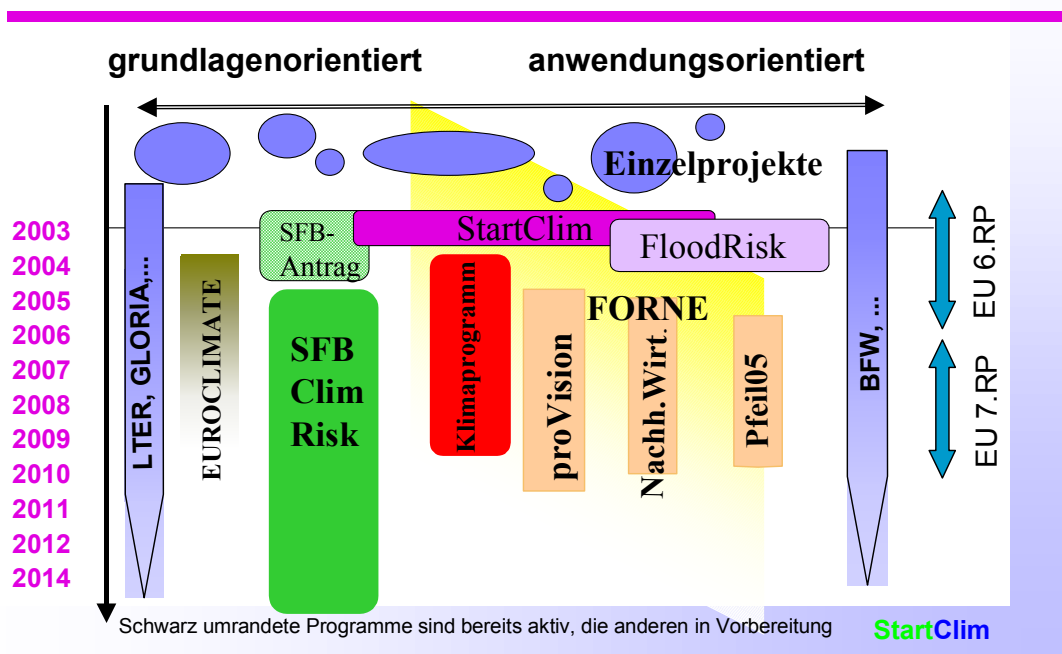 grundlagenorientiert
anwendungsorientiert
Einzelprojekte
2003
2004
2005
2006
2007
2008
2009
2010
2011
2012
2014
LTER, GLORIA,...
EUROCLIMATE
SFB-
Antrag
SFB
Clim
Risk
StartClim
FloodRisk
Klimaprogramm
FORNE
proVision
Nachh.Wirt.
Pfeil05
BFW, ...
EU 6.RP
EU 7.RP
Schwarz umrandete Programme sind bereits aktiv, die anderen in Vorbereitung
StartClim